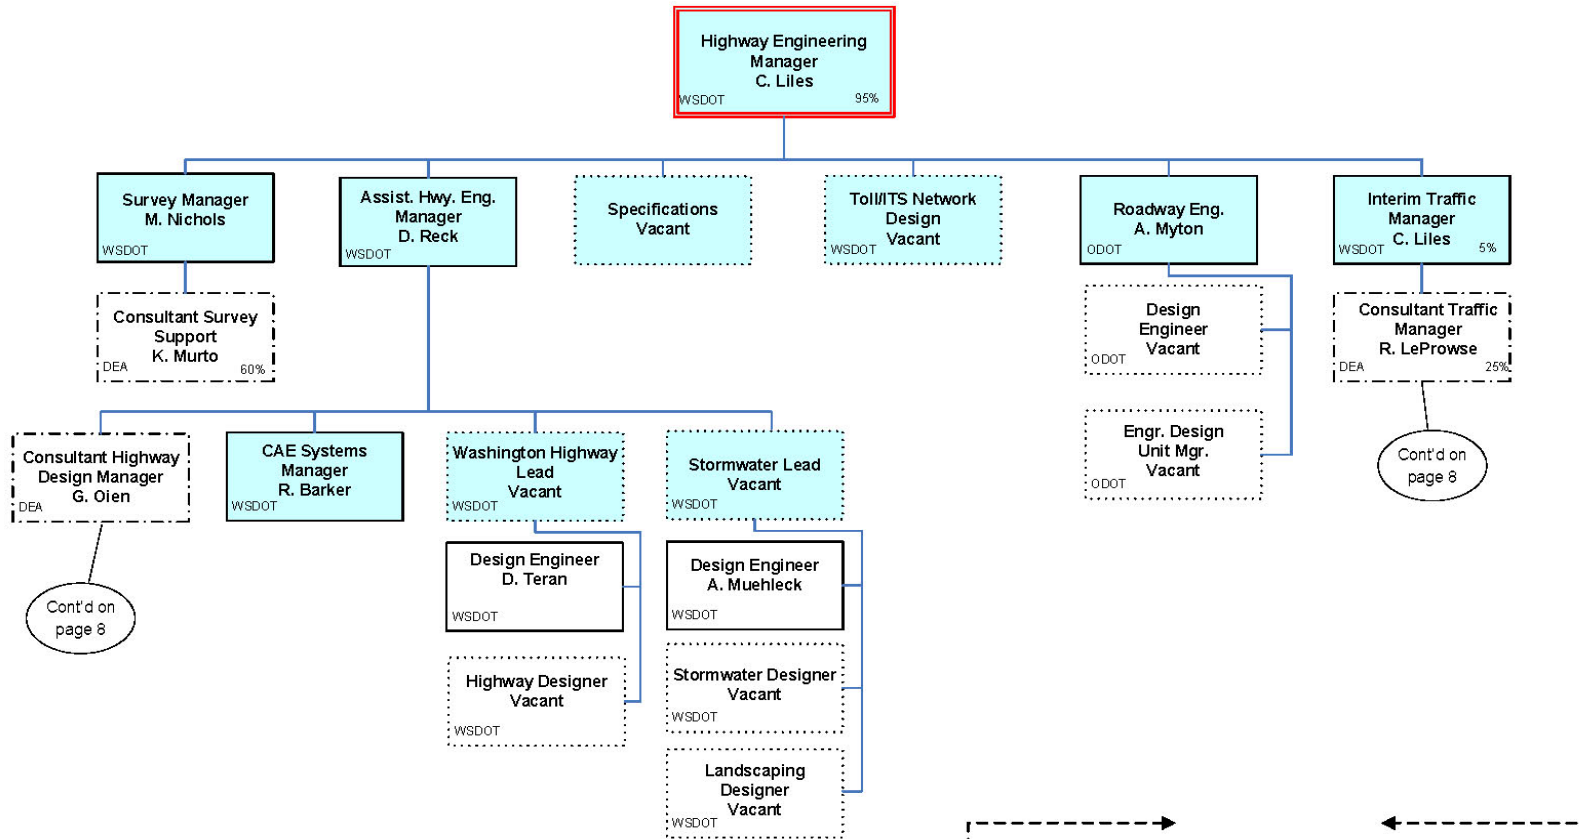 Highway Engineering
Manager
C. Liles
WSDOT 95%
Survey Manager
M. Nichols
WSDOT
Assist. Hwy. Eng.
Manager
D. Reck
WSDOT
Specifications
Vacant
Toll/ITS Network
Design
Vacant
WSDOT
Roadway Eng.
A. Myton
ODOT
Interim Traffic
Manager
C. Liles
WSDOT 5%
Consultant Survey
Support
K. Murto
DEA 60%
Design
Engineer
Vacant
ODOT
Consultant Traffic
Manager
R. LeProwse
DEA 25%
Engr. Design
Unit Mgr.
Vacant
ODOT
Cont'd on
page 8
Consultant Highway
Design Manager
G. Oien
DEA
CAE Systems
Manager
R. Barker
WSDOT
Washington Highway
Lead
Vacant
WSDOT
Stormwater Lead
Vacant
WSDOT
Cont'd on
page 8
Design Engineer
D. Teran
WSDOT
Design Engineer
A. Muehleck
WSDOT
Highway Designer
Vacant
WSDOT
Stormwater Designer
Vacant
WSDOT
Landscaping
Designer
Vacant
WSDOT